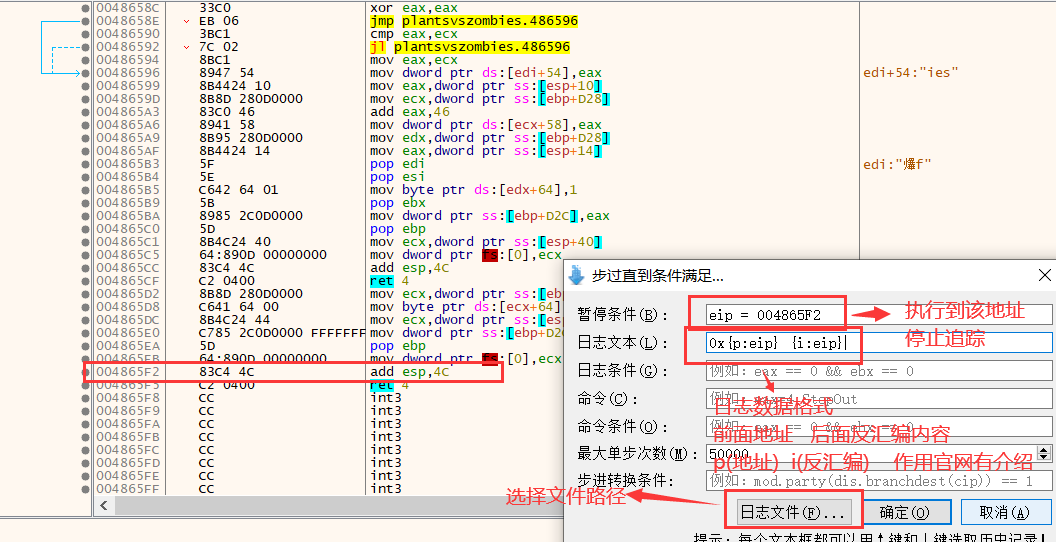 0048658C 33C0 xor eax,eax
0048658E EB 06 jmp plantsvszombies.486596
00486590 3BC1 cmp eax,ecx
00486592 7C 02 jl plantsvszombies.486596
00486594 8BC1 mov eax,ecx
00486596 8947 54 mov dword ptr ds:[edi+54],eax edi+54:"ies"
00486599 8B4424 10 mov eax,dword ptr ss:[esp+10]
0048659D 8B8D 280D0000 mov ecx,dword ptr ss:[ebp+D28]
004865A3 83C0 46 add eax,46
004865A6 8941 58 mov dword ptr ds:[ecx+58],eax
004865A9 8B95 280D0000 mov edx,dword ptr ss:[ebp+D28]
004865AF 8B4424 14 mov eax,dword ptr ss:[esp+14]
004865B3 5F pop edi edi:"爆f"
004865B4 5E pop esi
004865B5 C642 64 01 mov byte ptr ds:[edx+64],1
004865B9 5B pop ebx
004865BA 8985 2C0D0000 mov dword ptr ss:[ebp+D2C],eax
004865C0 5D pop ebp
004865C1 8B4C24 40 mov ecx,dword ptr ss:[esp+40]
004865C5 64:890D 00000000 mov dword ptr fs:[0],ecx
004865CC 83C4 4C add esp,4C
004865CF C2 0400 ret 4
004865D2 8B8D 280D0000 mov ecx,dword ptr ss:[ebp
004865D8 C641 64 00 mov byte ptr ds:[ecx+64]
004865DC 8B4C24 44 mov ecx,dword ptr ss:[esp
004865E0 C785 2C0D0000 FFFFFFFF mov dword ptr ss:[ebp+D2
5D pop ebp
64:890D 00000000 mov dword ptr fs:[0],ecx
004865F2 83C4 4C add esp,4C
004865F5 C2 0400 ret 4
004865F8 CC int3
004865F9 CC int3
004865FA CC int3
004865FB CC int3
004865FC CC int3
004865FD CC int3
004865FE CC int3
004865FF CC int3
步过直到条件满足...
暂停条件(B): eip = 004865F2
执行到该地址
停止追踪
日志文本(L): 0x{p:eip} {i:eip}
日志条件(G): 例如: eax == 0 && ebx == 0
命令(C): 例如:
StepOut
命令条件(O): 例如:
日志数据格式
前面地址 后面反汇编内容
p(地址) i(反汇编) 作用官网有介绍
最大单步次数(M): 50000
步进转换条件: 例如: mod.party(dis.branchdest(cip)) == 1
选择文件路径
日志文件(F)... 确定(O) 取消(A)
提示: 每个文本框都可以用↑键和↓键选取历史记录!